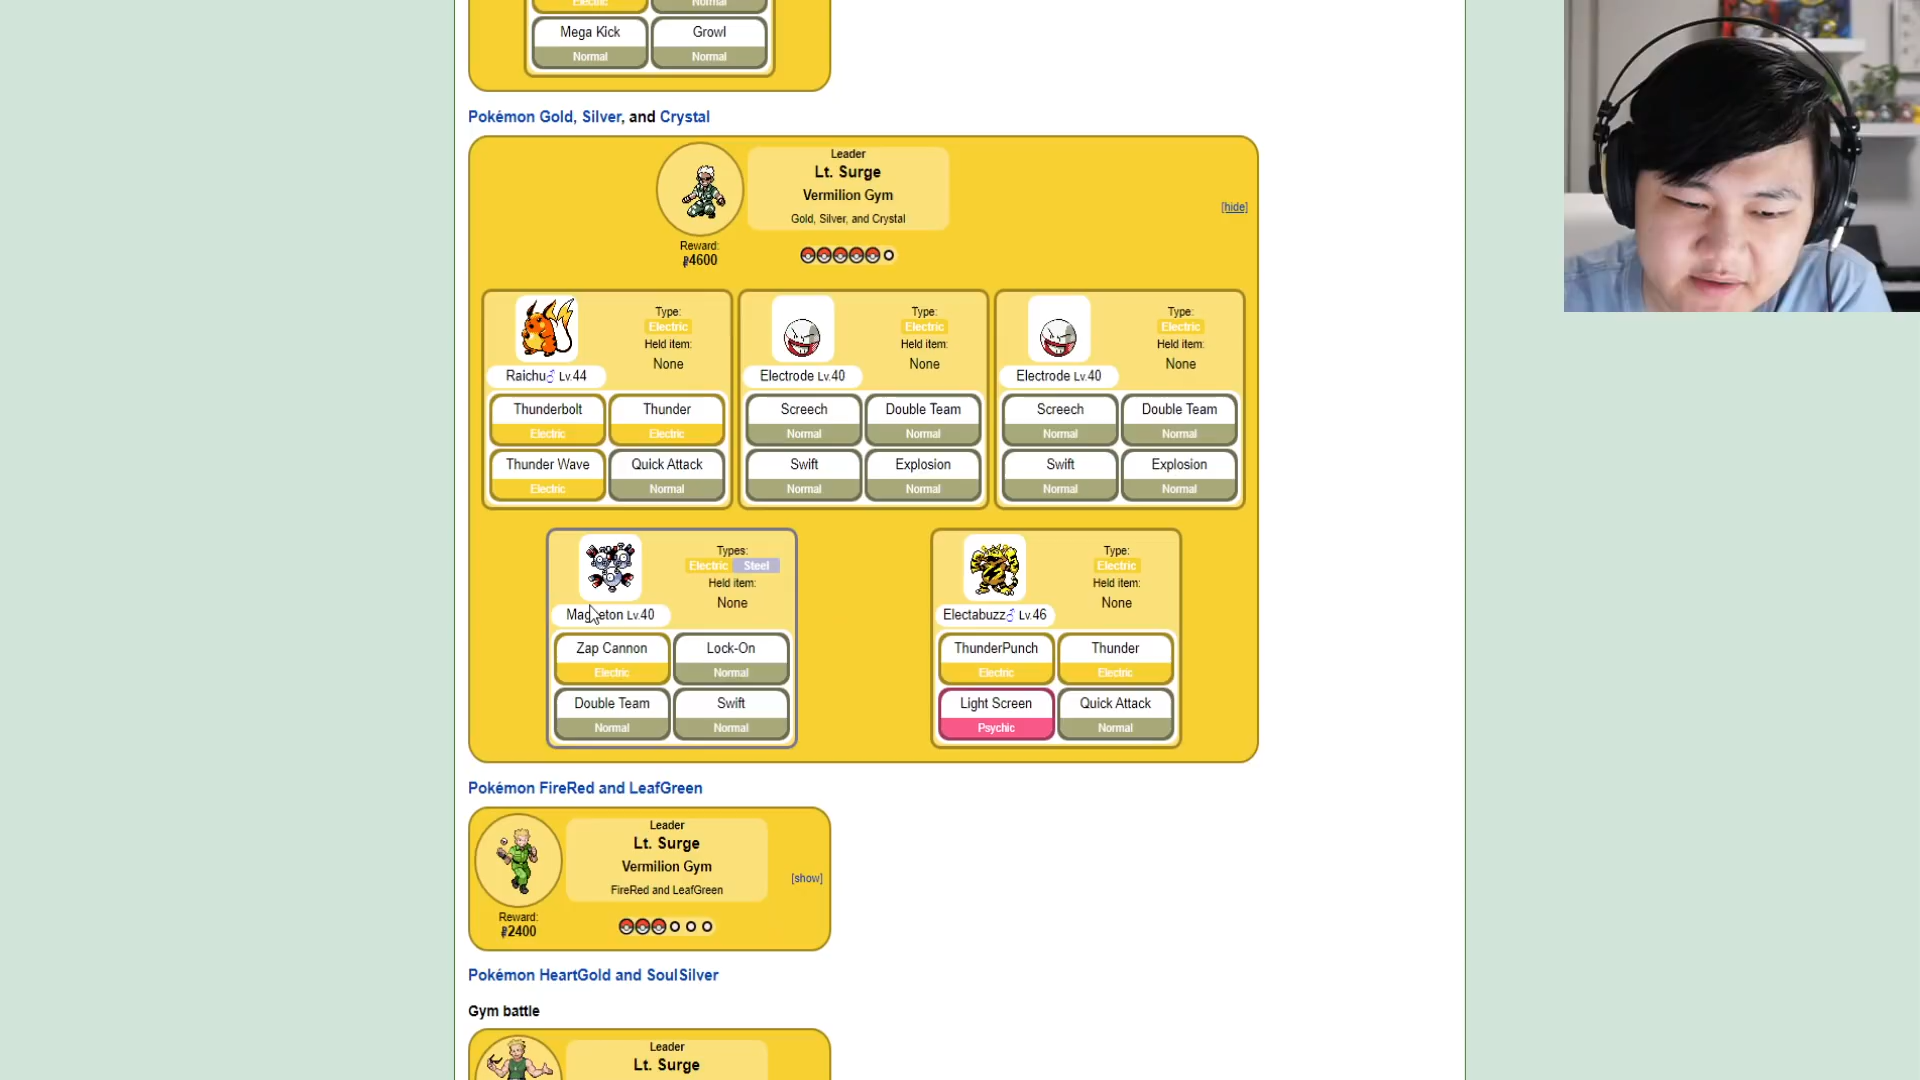 Electric
Normal
Mega Kick
Growl
Normal
Normal
Pokémon Gold, Silver, and Crystal
Leader
Lt. Surge
Vermilion Gym
Gold, Silver, and Crystal
[hide]
Reward:
4600
Type:
Electric
Held item:
None
Raichu♂ Lv.44
Thunderbolt
Electric
Thunder
Electric
Thunder Wave
Electric
Quick Attack
Normal
Type:
Electric
Held item:
None
Electrode Lv.40
Screech
Normal
Double Team
Normal
Swift
Normal
Explosion
Normal
Type:
Electric
Held item:
None
Electrode Lv.40
Screech
Normal
Double Team
Normal
Swift
Normal
Explosion
Normal
Types:
Electric Steel
Held item:
None
Magneton Lv.40
Zap Cannon
Electric
Lock-On
Normal
Double Team
Normal
Swift
Normal
Type:
Electric
Held item:
None
Electabuzz♂ Lv.46
ThunderPunch
Electric
Thunder
Electric
Light Screen
Psychic
Quick Attack
Normal
Pokémon FireRed and LeafGreen
Leader
Lt. Surge
Vermilion Gym
FireRed and LeafGreen
[show]
Reward:
2400
Pokémon HeartGold and SoulSilver
Gym battle
Leader
Lt. Surge